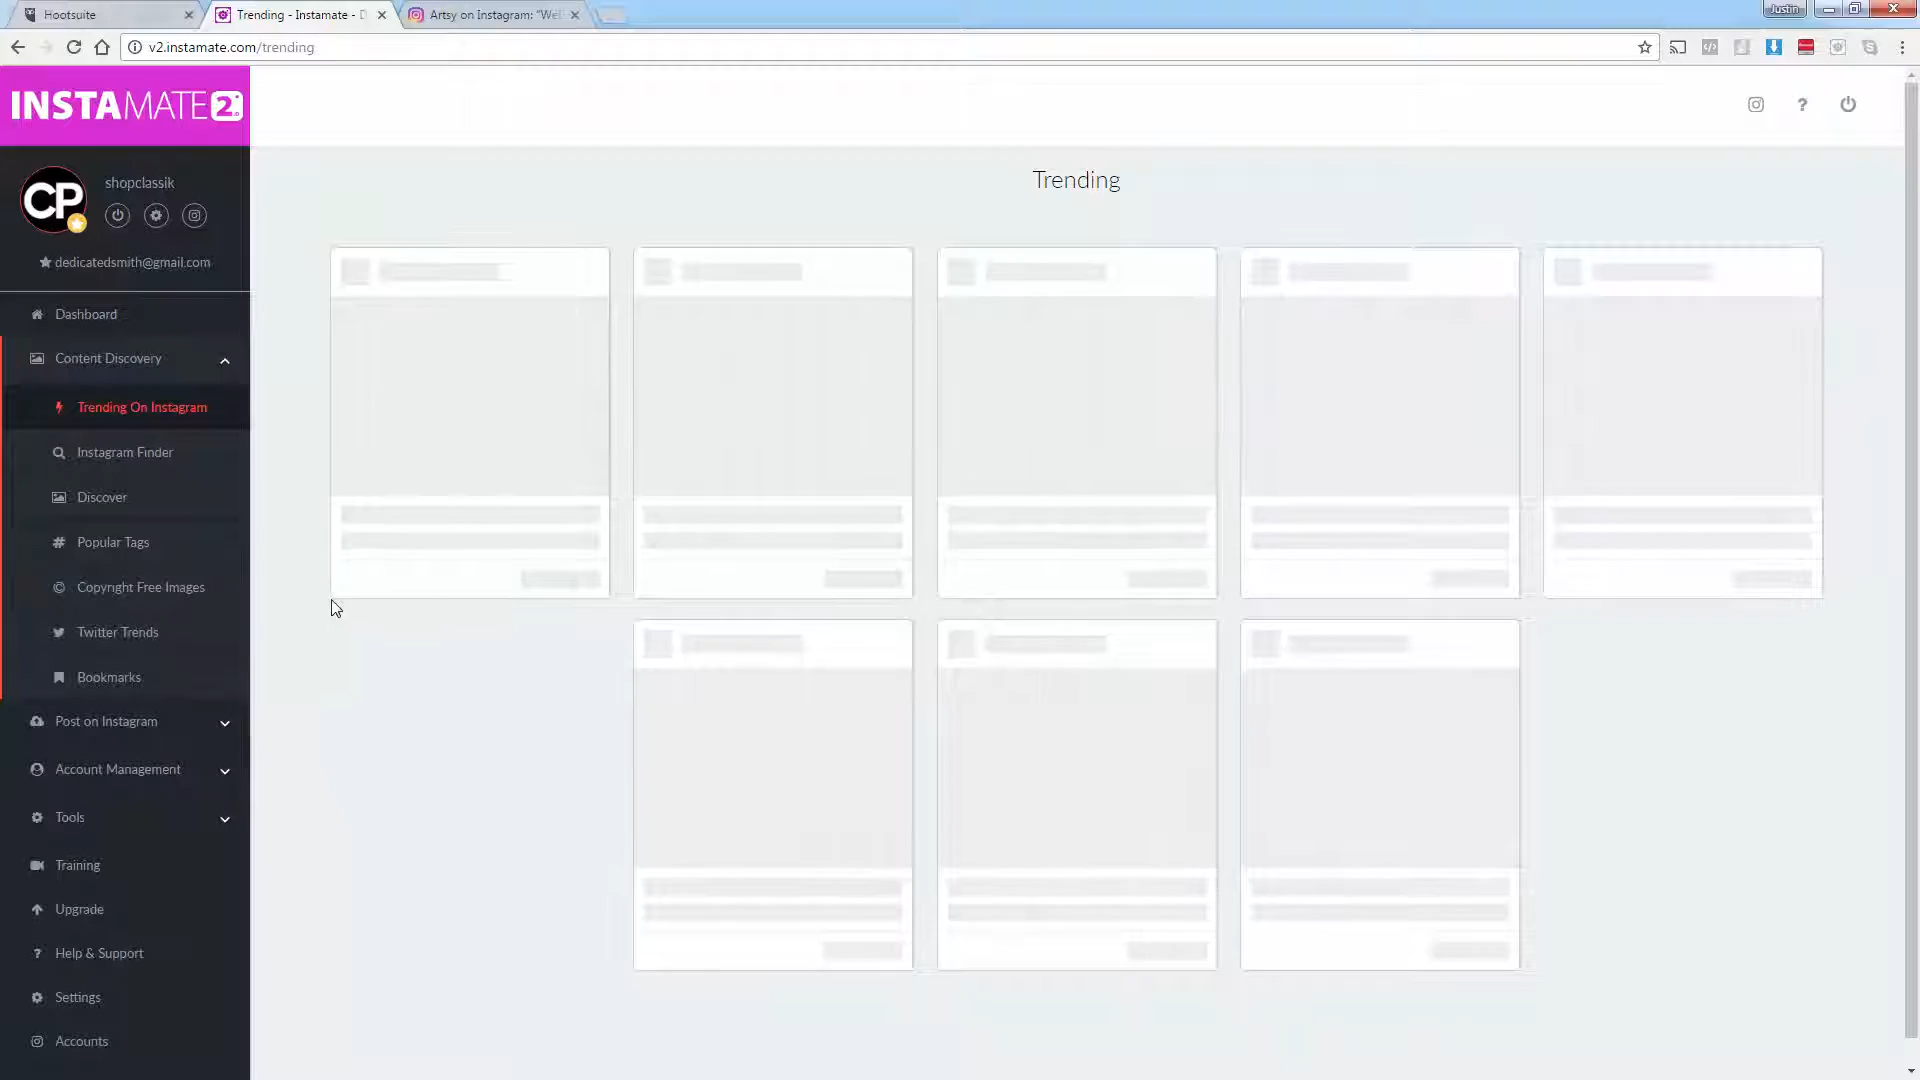 Hootsuite
Trending - Instamate - D
Artsy on Instagram: "Wel
Justin
v2.instamate.com/trending
INSTAMATE2
CP
shopclassik
dedicatedsmith@gmail.com
Trending
Dashboard
Content Discovery
Trending On Instagram
Instagram Finder
Discover
Popular Tags
Copyright Free Images
Twitter Trends
Bookmarks
Post on Instagram
Account Management
Tools
Training
Upgrade
Help & Support
Settings
Accounts